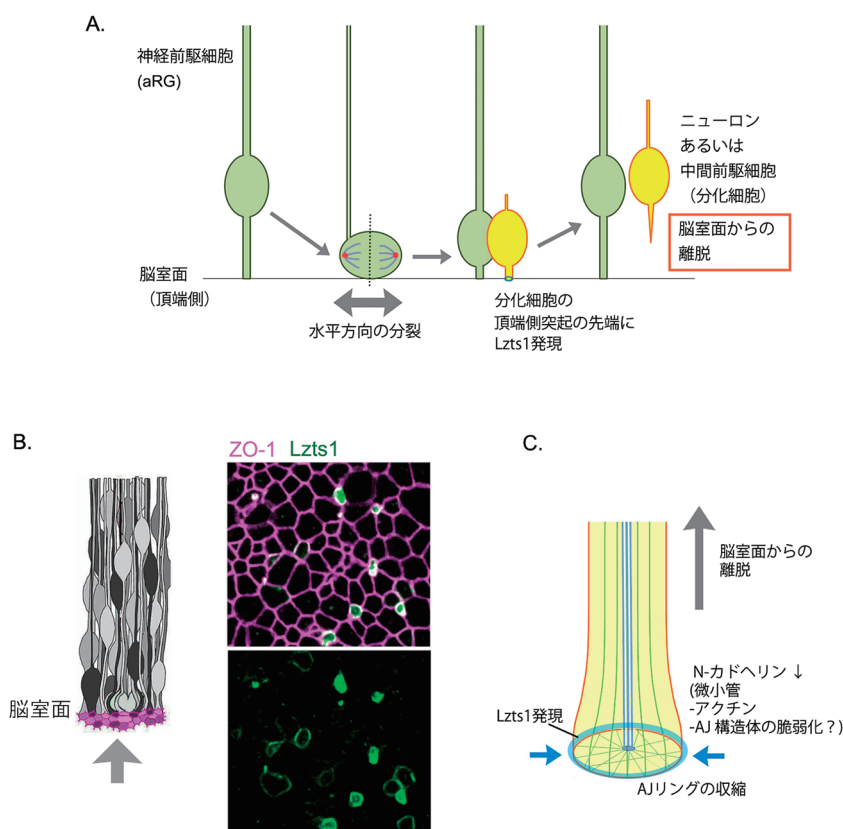 A.
神経前駆細胞
(aRG)
ニューロン
あるいは
中間前駆細胞
（分化細胞）
脳室面からの
離脱
脳室面
（頂端側）
水平方向の分裂
分化細胞の
頂端側突起の先端に
Lzts1発現
B.
ZO-1 Lzts1
脳室面
C.
脳室面からの
離脱
N-カドヘリン ↓
(微小管
-アクチン
-AJ 構造体の脆弱化？)
Lzts1発現
AJリングの収縮